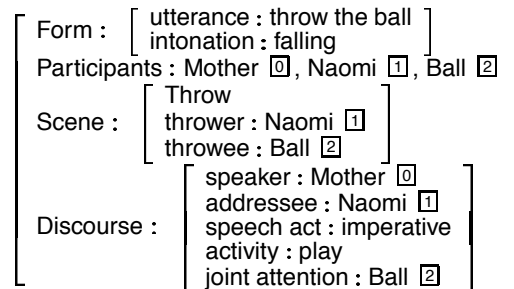 Form : utterance : throw the ball
intonation : falling
Participants : Mother 0 , Naomi 1 , Ball 2
Throw
Scene : thrower : Naomi 1
throwee : Ball 2
speaker : Mother 0
addressee : Naomi 1
Discourse : speech act : imperative
activity : play
joint attention : Ball 2